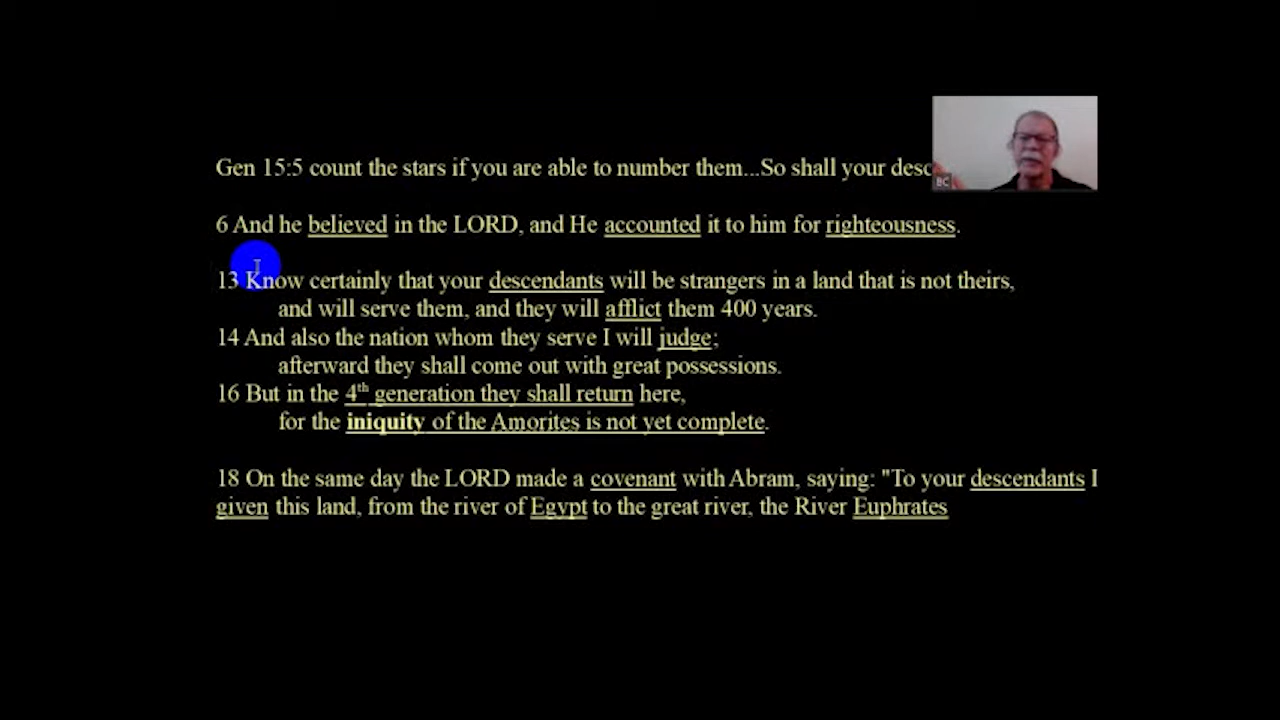 Gen 15:5 count the stars if you are able to number them...So shall your desc
BC
6 And he believed in the LORD, and He accounted it to him for righteousness.
13 Know certainly that your descendants will be strangers in a land that is not theirs,
and will serve them, and they will afflict them 400 years.
14 And also the nation whom they serve I will judge;
afterward they shall come out with great possessions.
16 But in the 4th generation they shall return here,
for the iniquity of the Amorites is not yet complete.
18 On the same day the LORD made a covenant with Abram, saying: "To your descendants I
given this land, from the river of Egypt to the great river, the River Euphrates